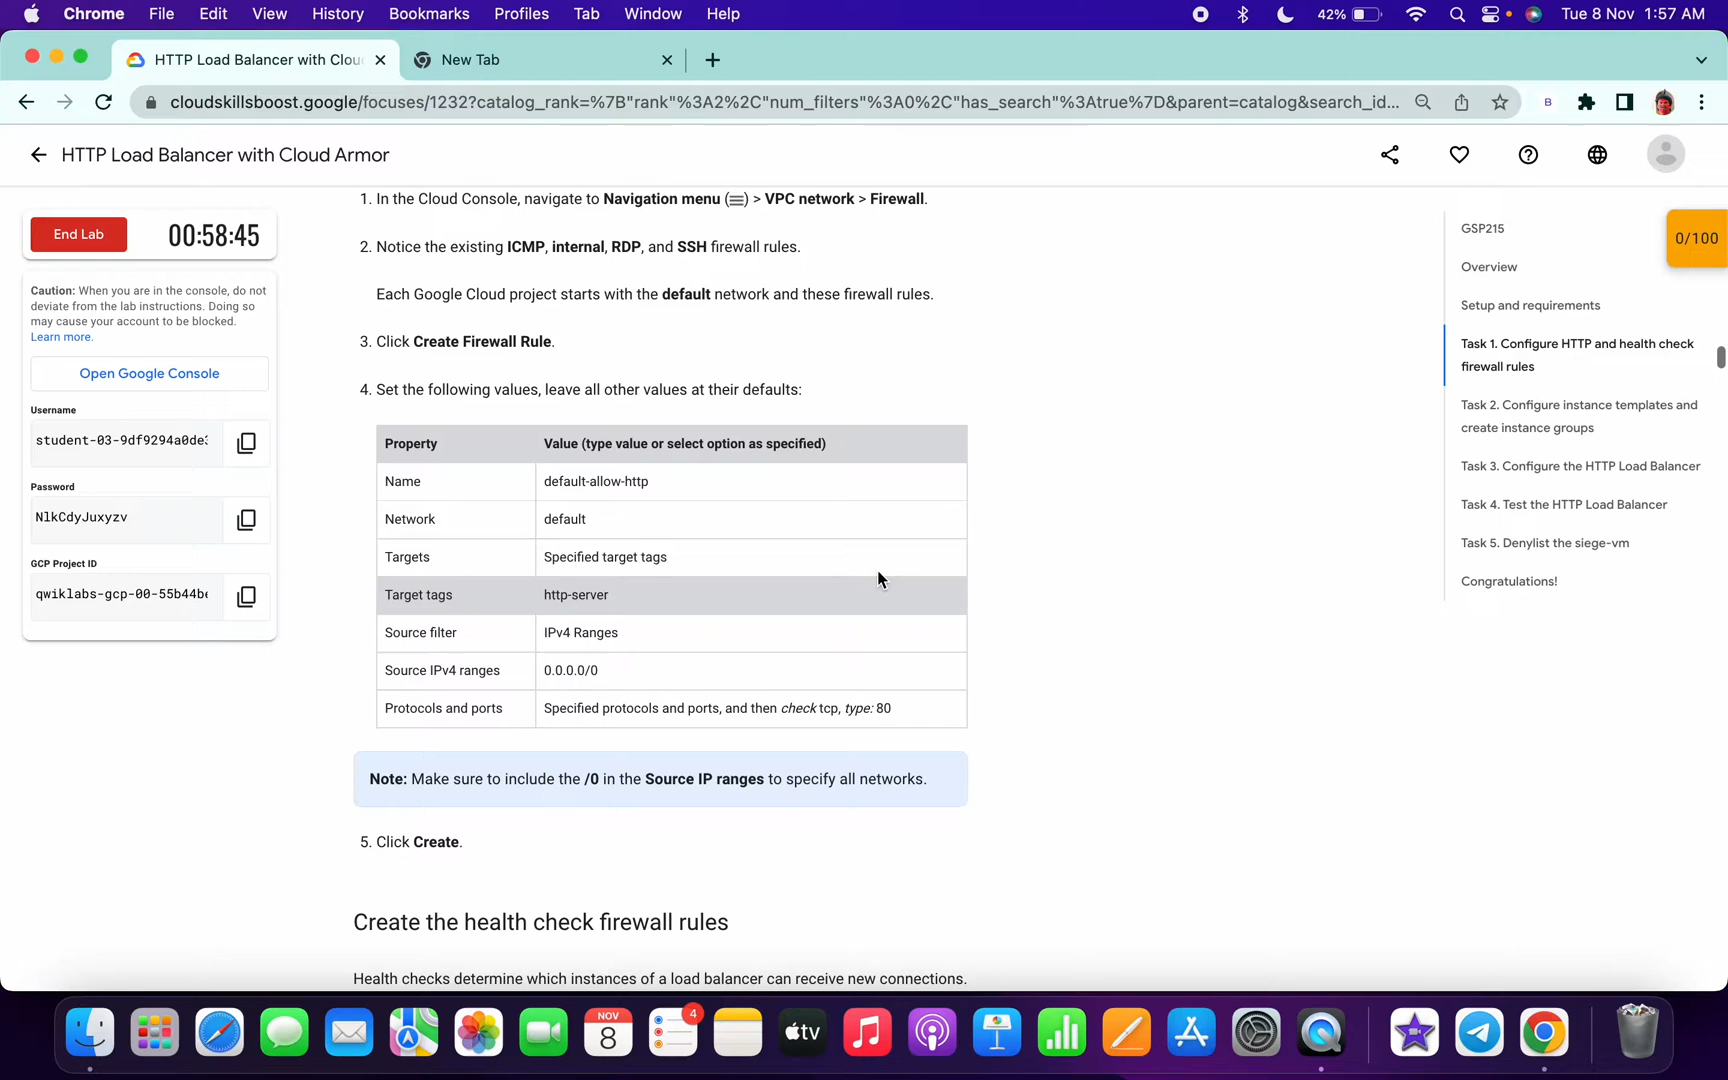 Chrome File Edit View History Bookmarks Profiles Tab Window Help 42% Tue 8 Nov 1:57 AM
HTTP Load Balancer with Clou New Tab
cloudskillsboost.google/focuses/1232?catalog_rank=%7B"rank"%3A2%2C"num_filters"%3A0%2C"has_search"%3Atrue%7D&parent=catalog&search_id... B
HTTP Load Balancer with Cloud Armor
End Lab 00:58:45
Caution: When you are in the console, do not
deviate from the lab instructions. Doing so
may cause your account to be blocked.
Learn more.
Open Google Console
Username
student-03-9df9294a0de
Password
NlkCdyJuxyzv
GCP Project ID
qwiklabs-gcp-00-55b44b
1. In the Cloud Console, navigate to Navigation menu (≡) > VPC network > Firewall.
2. Notice the existing ICMP, internal, RDP, and SSH firewall rules.
Each Google Cloud project starts with the default network and these firewall rules.
3. Click Create Firewall Rule.
4. Set the following values, leave all other values at their defaults:
Property Value (type value or select option as specified)
Name default-allow-http
Network default
Targets Specified target tags
Target tags http-server
Source filter IPv4 Ranges
Source IPv4 ranges 0.0.0.0/0
Protocols and ports Specified protocols and ports, and then check tcp, type: 80
Note: Make sure to include the /0 in the Source IP ranges to specify all networks.
5. Click Create.
Create the health check firewall rules
Health checks determine which instances of a load balancer can receive new connections.
GSP215
0/100
Overview
Setup and requirements
Task 1. Configure HTTP and health check
firewall rules
Task 2. Configure instance templates and
create instance groups
Task 3. Configure the HTTP Load Balancer
Task 4. Test the HTTP Load Balancer
Task 5. Denylist the siege-vm
Congratulations!
NOV
8
4
tv